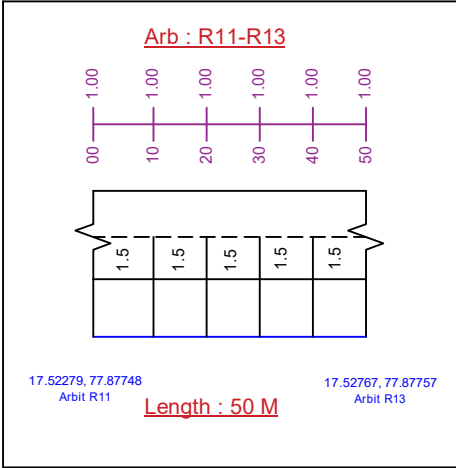 Arb : R11-R13
1.00 1.00 1.00 1.00 1.00 1.00
00 10 20 30 40 50
1.5 1.5 1.5 1.5 1.5
17.52279, 77.87748
Arbit R11
17.52767, 77.87757
Arbit R13
Length : 50 M